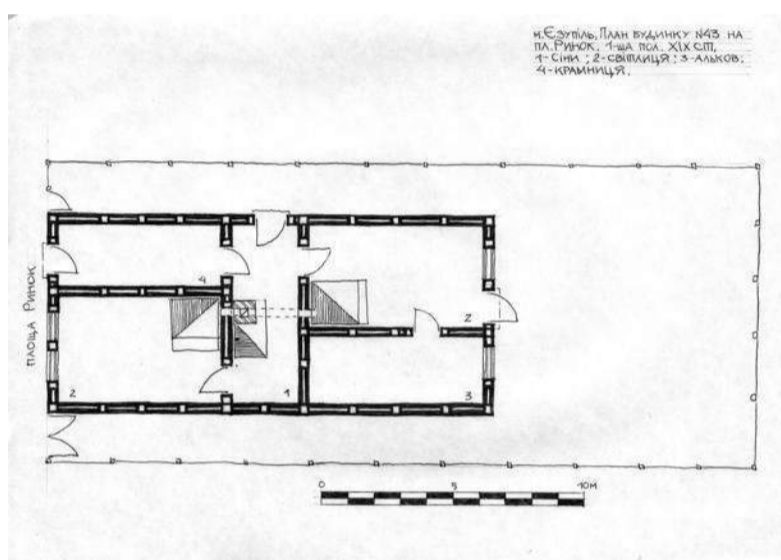 м. Єзупіль. План будинку №43 на
пл. Ринок. 1-ша пол. XIX ст.
1-сіни ; 2-світлиця ; 3-альков ;
4-крамниця.
площа Ринок
4
2
2
1
3
0 5 10м